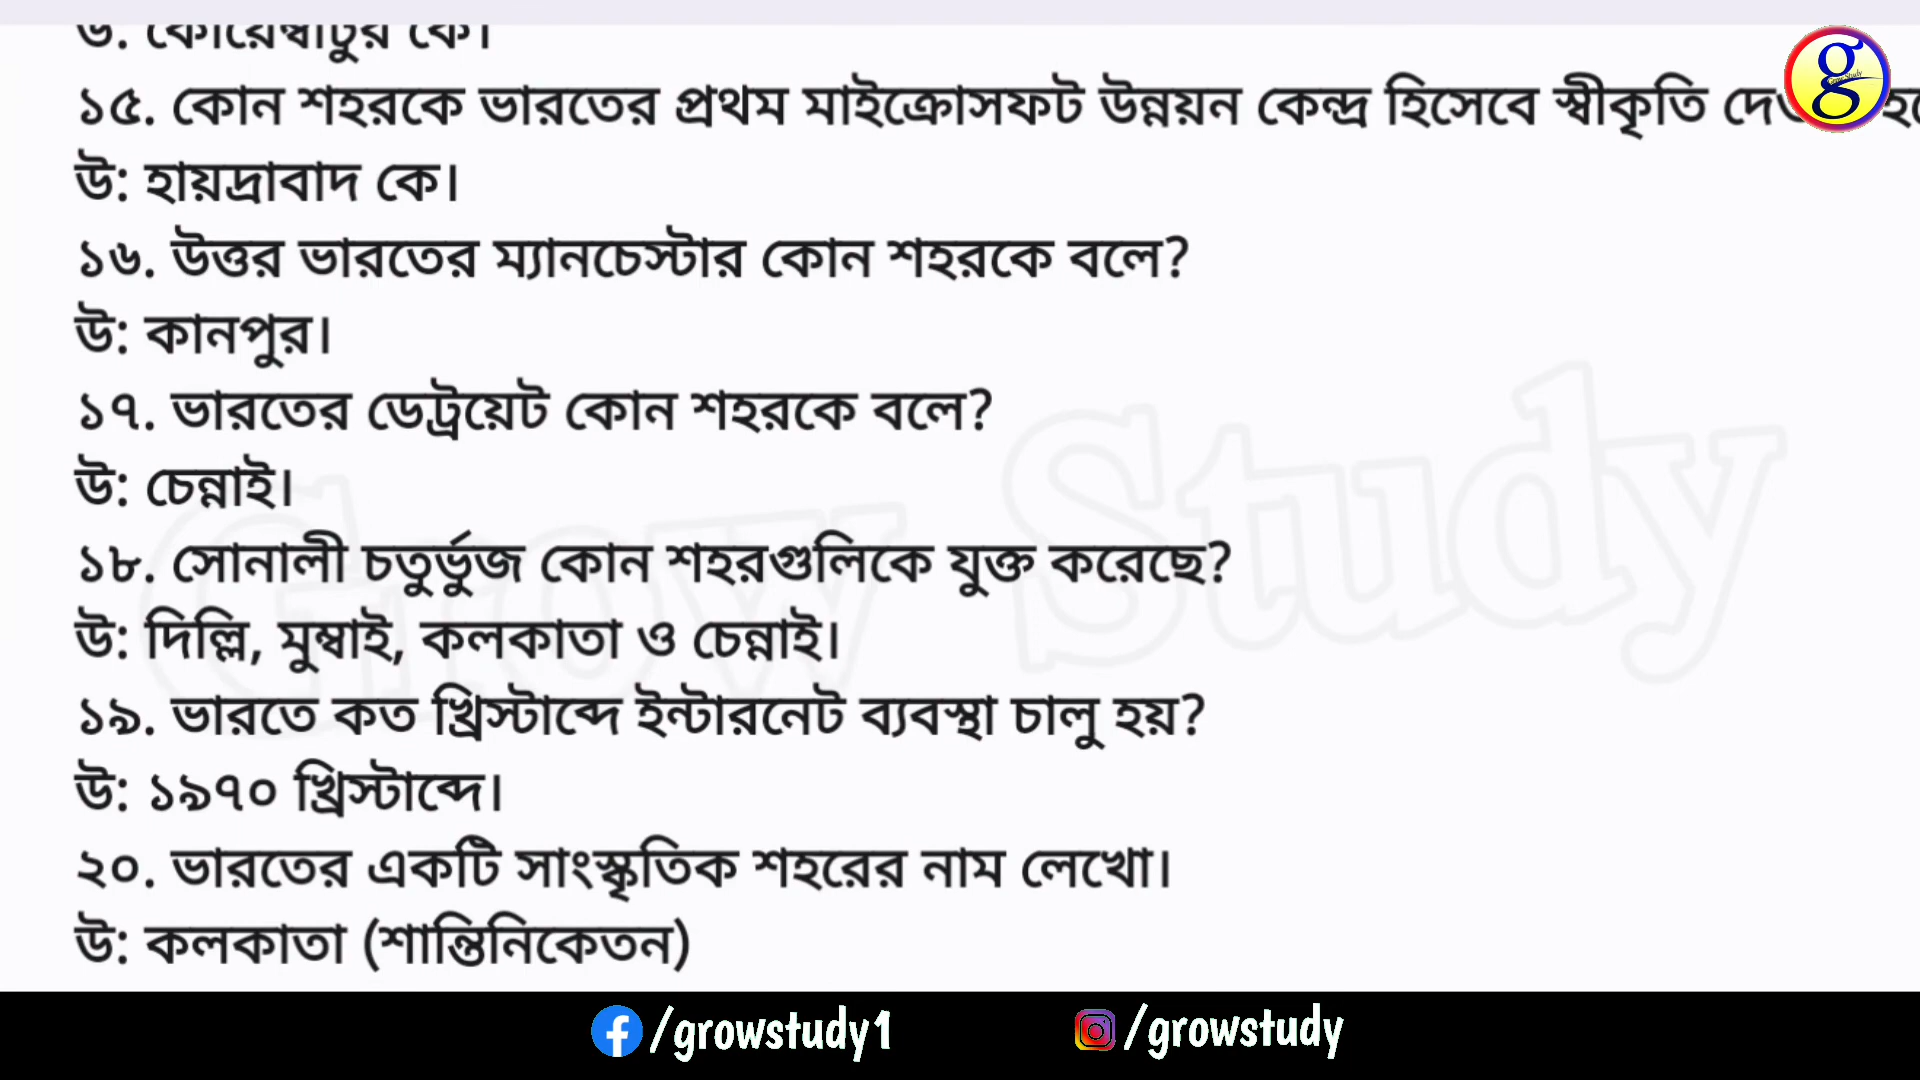 উ: কোয়েম্বাটুর কে।
১৫. কোন শহরকে ভারতের প্রথম মাইক্রোসফট উন্নয়ন কেন্দ্র হিসেবে স্বীকৃতি
উ: হায়দ্রাবাদ কে।
১৬. উত্তর ভারতের ম্যানচেস্টার কোন শহরকে বলে?
উ: কানপুর।
১৭. ভারতের ডেট্রয়েট কোন শহরকে বলে?
উ: চেন্নাই।
১৮. সোনালী চতুর্ভুজ কোন শহরগুলিকে যুক্ত করেছে?
উ: দিল্লি, মুম্বাই, কলকাতা ও চেন্নাই।
১৯. ভারতে কত খ্রিস্টাব্দে ইন্টারনেট ব্যবস্থা চালু হয়?
উ: ১৯৭০ খ্রিস্টাব্দে।
২০. ভারতের একটি সাংস্কৃতিক শহরের নাম লেখো।
উ: কলকাতা (শান্তিনিকেতন)
Grow Study
g
/growstudy1
/growstudy